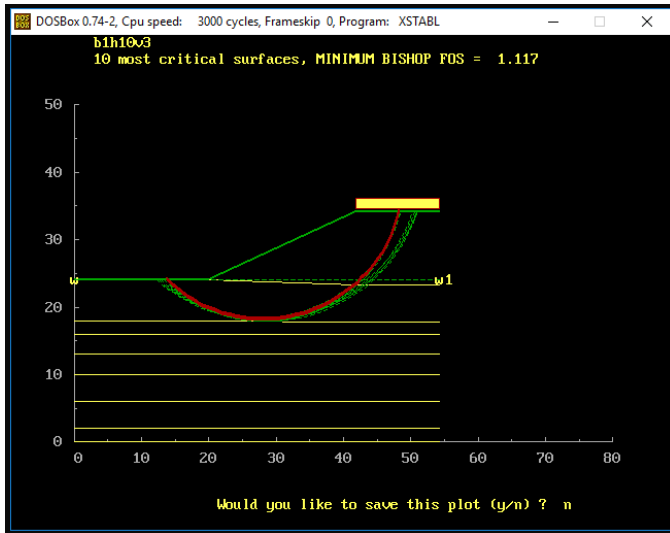 DOSBox 0.74-2, Cpu speed: 3000 cycles, Frameskip 0, Program: XSTABL
b1h10v3
10 most critical surfaces, MINIMUM BISHOP FOS = 1.117
50
40
30
w w1
20
10
0
0 10 20 30 40 50 60 70 80
Would you like to save this plot (y/n) ? n